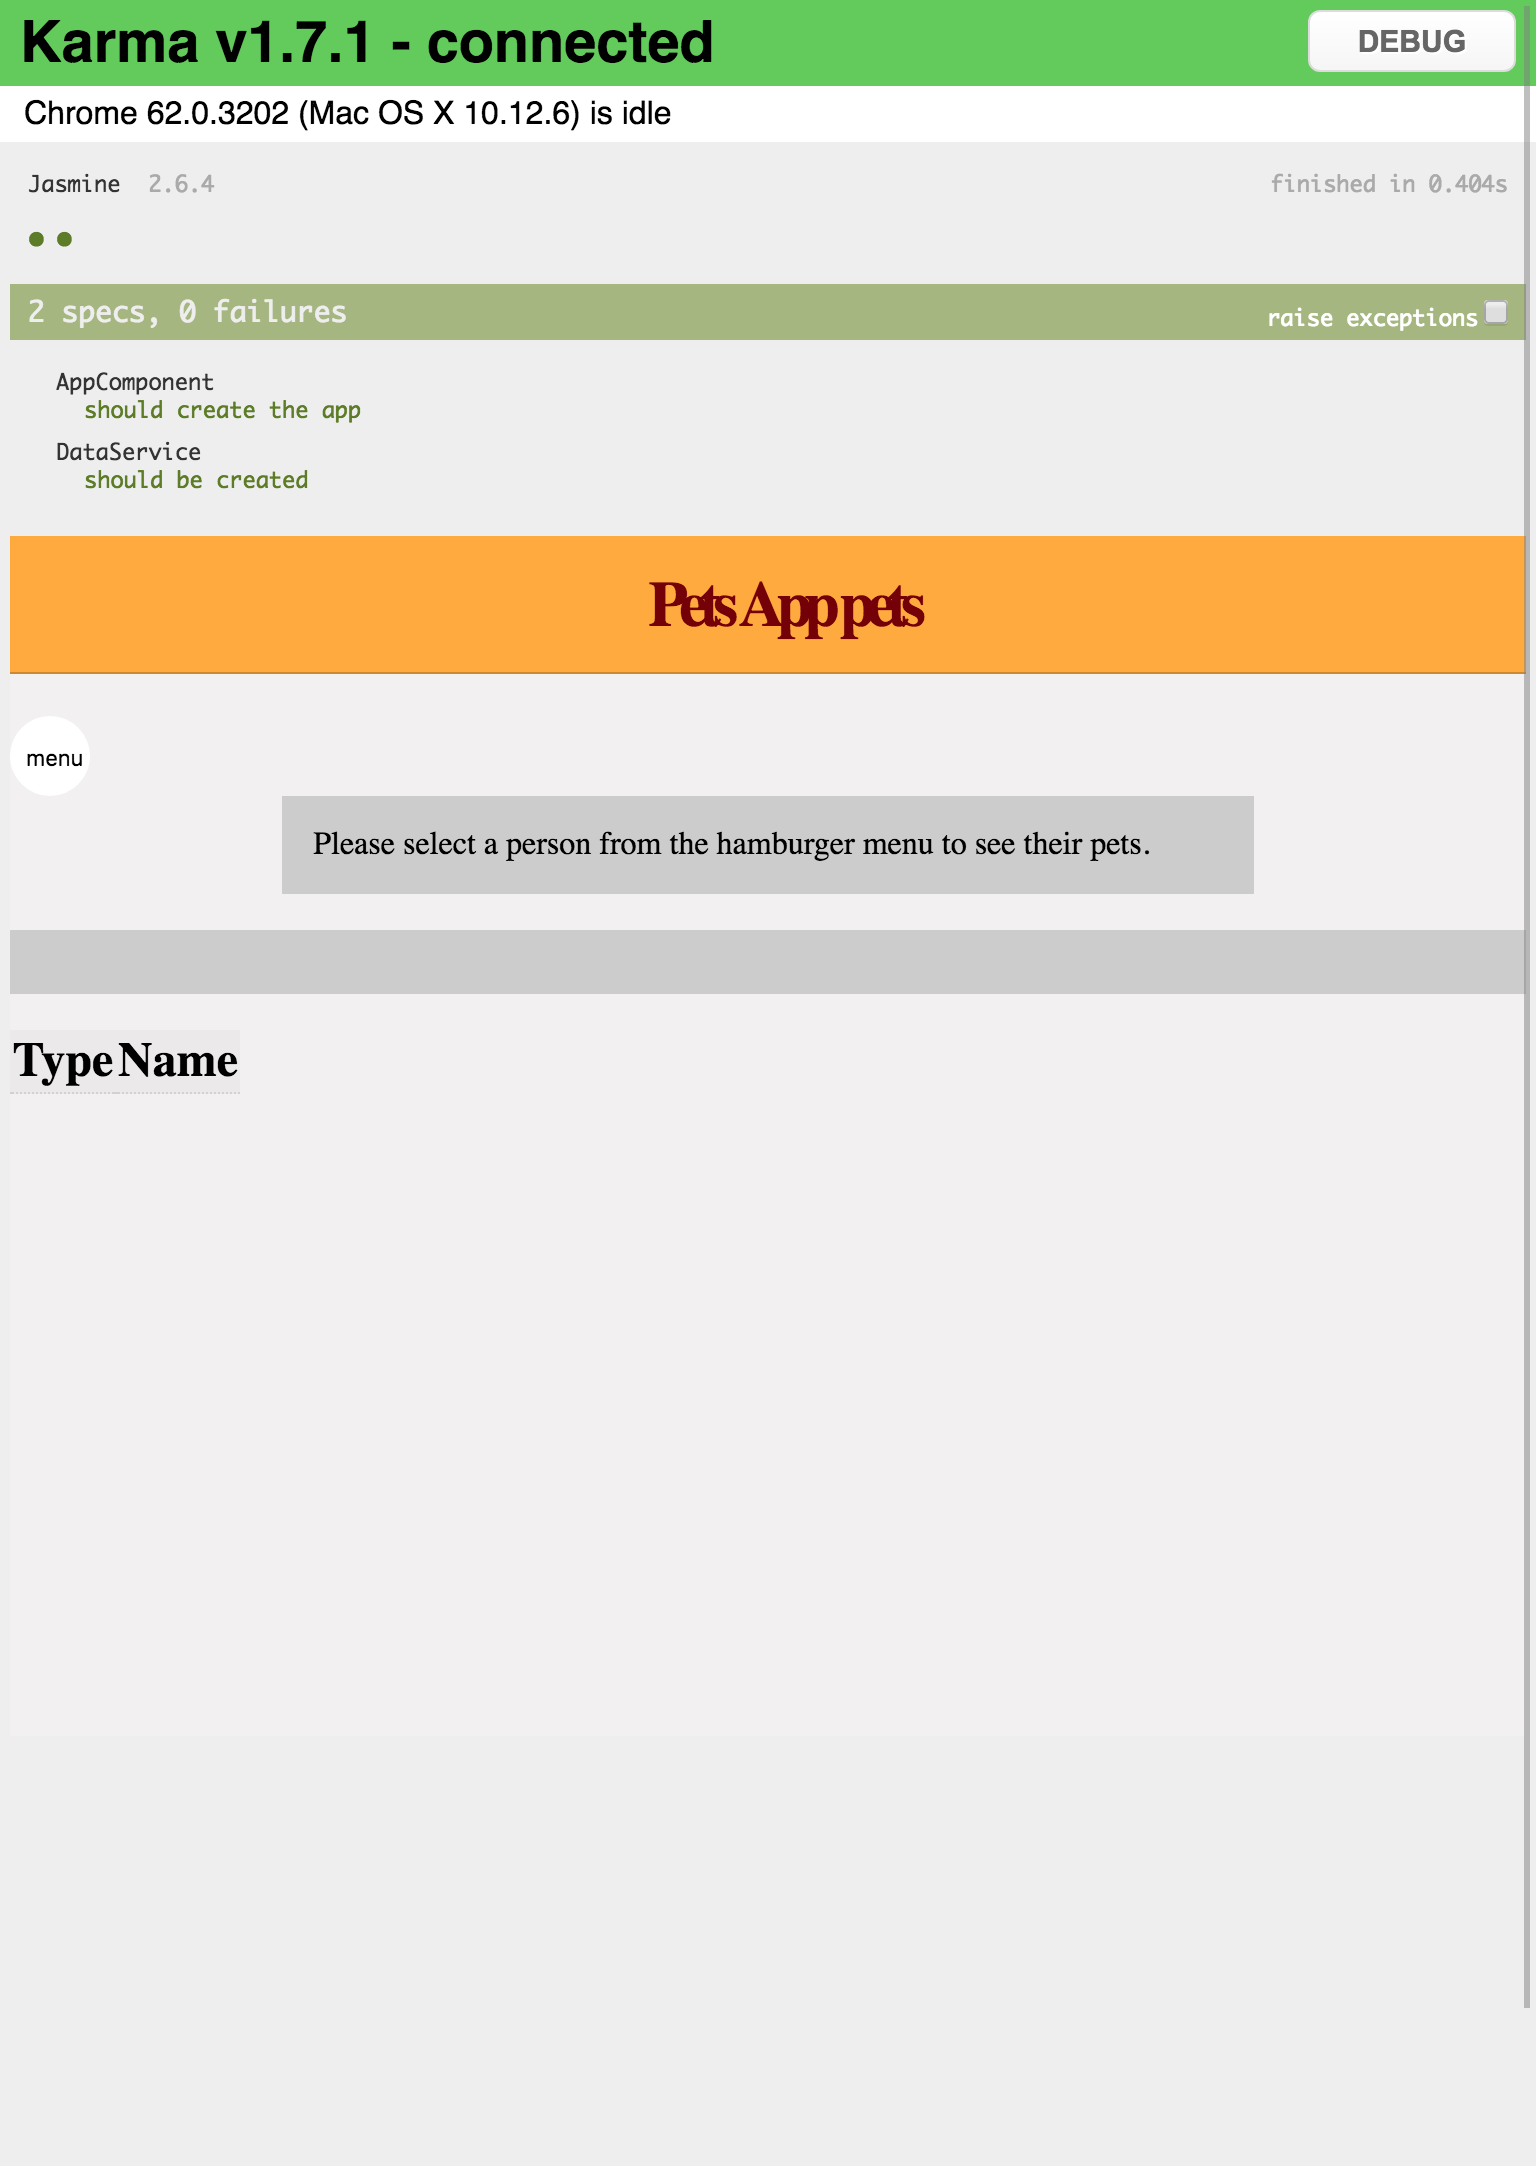 Karma v1.7.1 - connected
DEBUG
Chrome 62.0.3202 (Mac OS X 10.12.6) is idle
Jasmine 2.6.4
finished in 0.404s
2 specs, 0 failures
raise exceptions
AppComponent
should create the app
DataService
should be created
Pets App pets
menu
Please select a person from the hamburger menu to see their pets.
Type Name